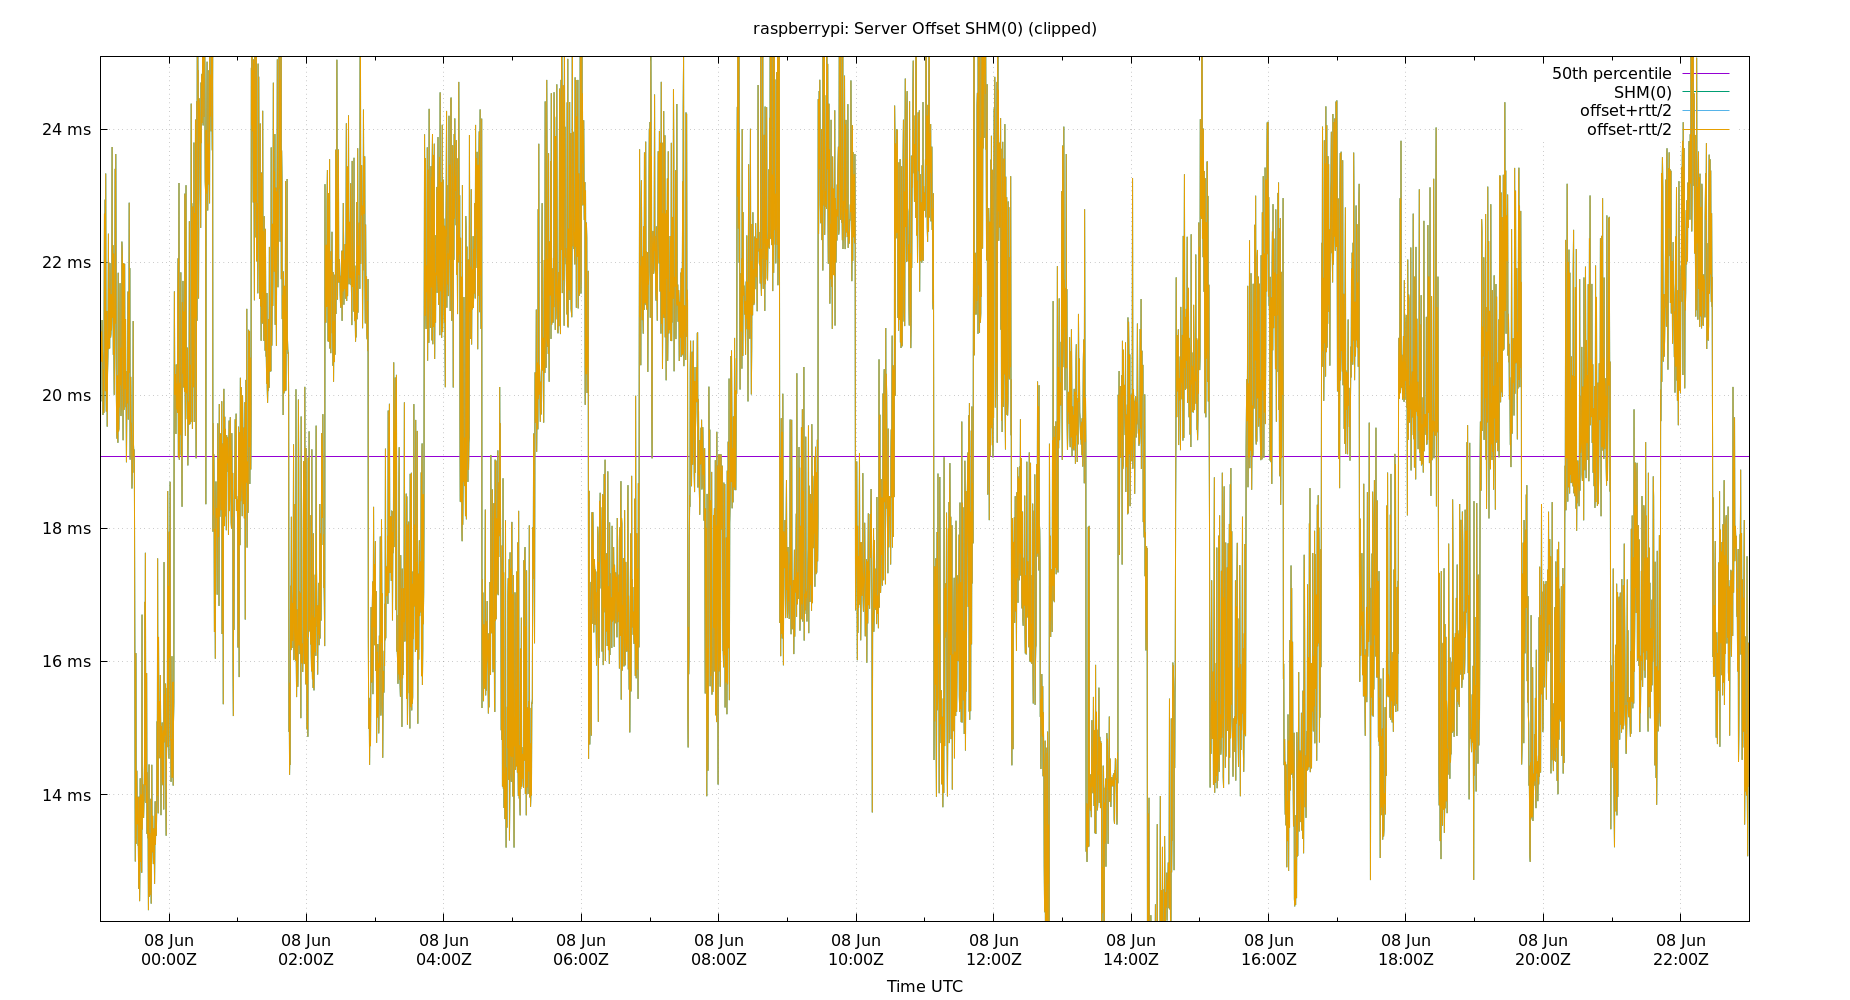 raspberrypi: Server Offset SHM(0) (clipped)
50th percentile
SHM(0)
offset+rtt/2
offset-rtt/2
24 ms
22 ms
20 ms
18 ms
16 ms
14 ms
08 Jun 08 Jun 08 Jun 08 Jun 08 Jun 08 Jun 08 Jun 08 Jun 08 Jun 08 Jun 08 Jun 08 Jun
00:00Z 02:00Z 04:00Z 06:00Z 08:00Z 10:00Z 12:00Z 14:00Z 16:00Z 18:00Z 20:00Z 22:00Z
Time UTC